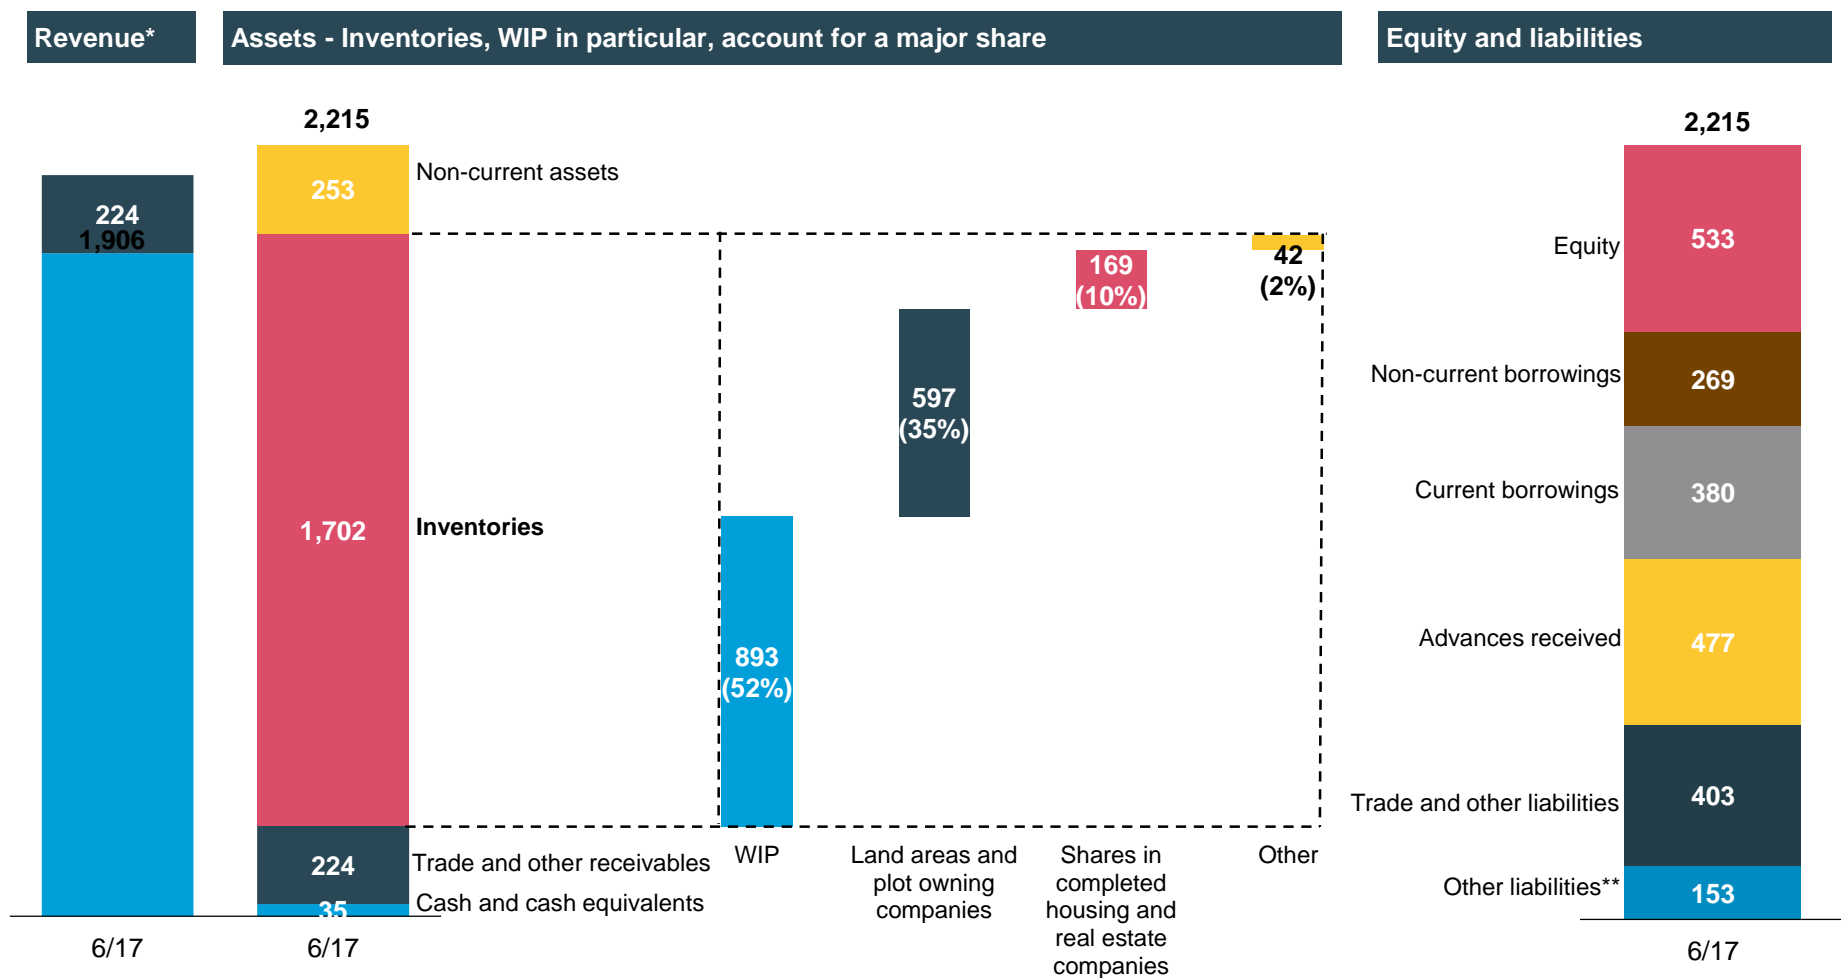 Revenue*
Assets - Inventories, WIP in particular, account for a major share
Equity and liabilities
224
1,906
6/17
2,215
253
1,702
224
35
6/17
Non-current assets
Inventories
Trade and other receivables
Cash and cash equivalents
893
(52%)
597
(35%)
169
(10%)
42
(2%)
WIP
Land areas and
plot owning
companies
Shares in
completed
housing and
real estate
companies
Other
2,215
Equity
533
Non-current borrowings
269
Current borrowings
380
Advances received
477
Trade and other liabilities
403
Other liabilities**
153
6/17